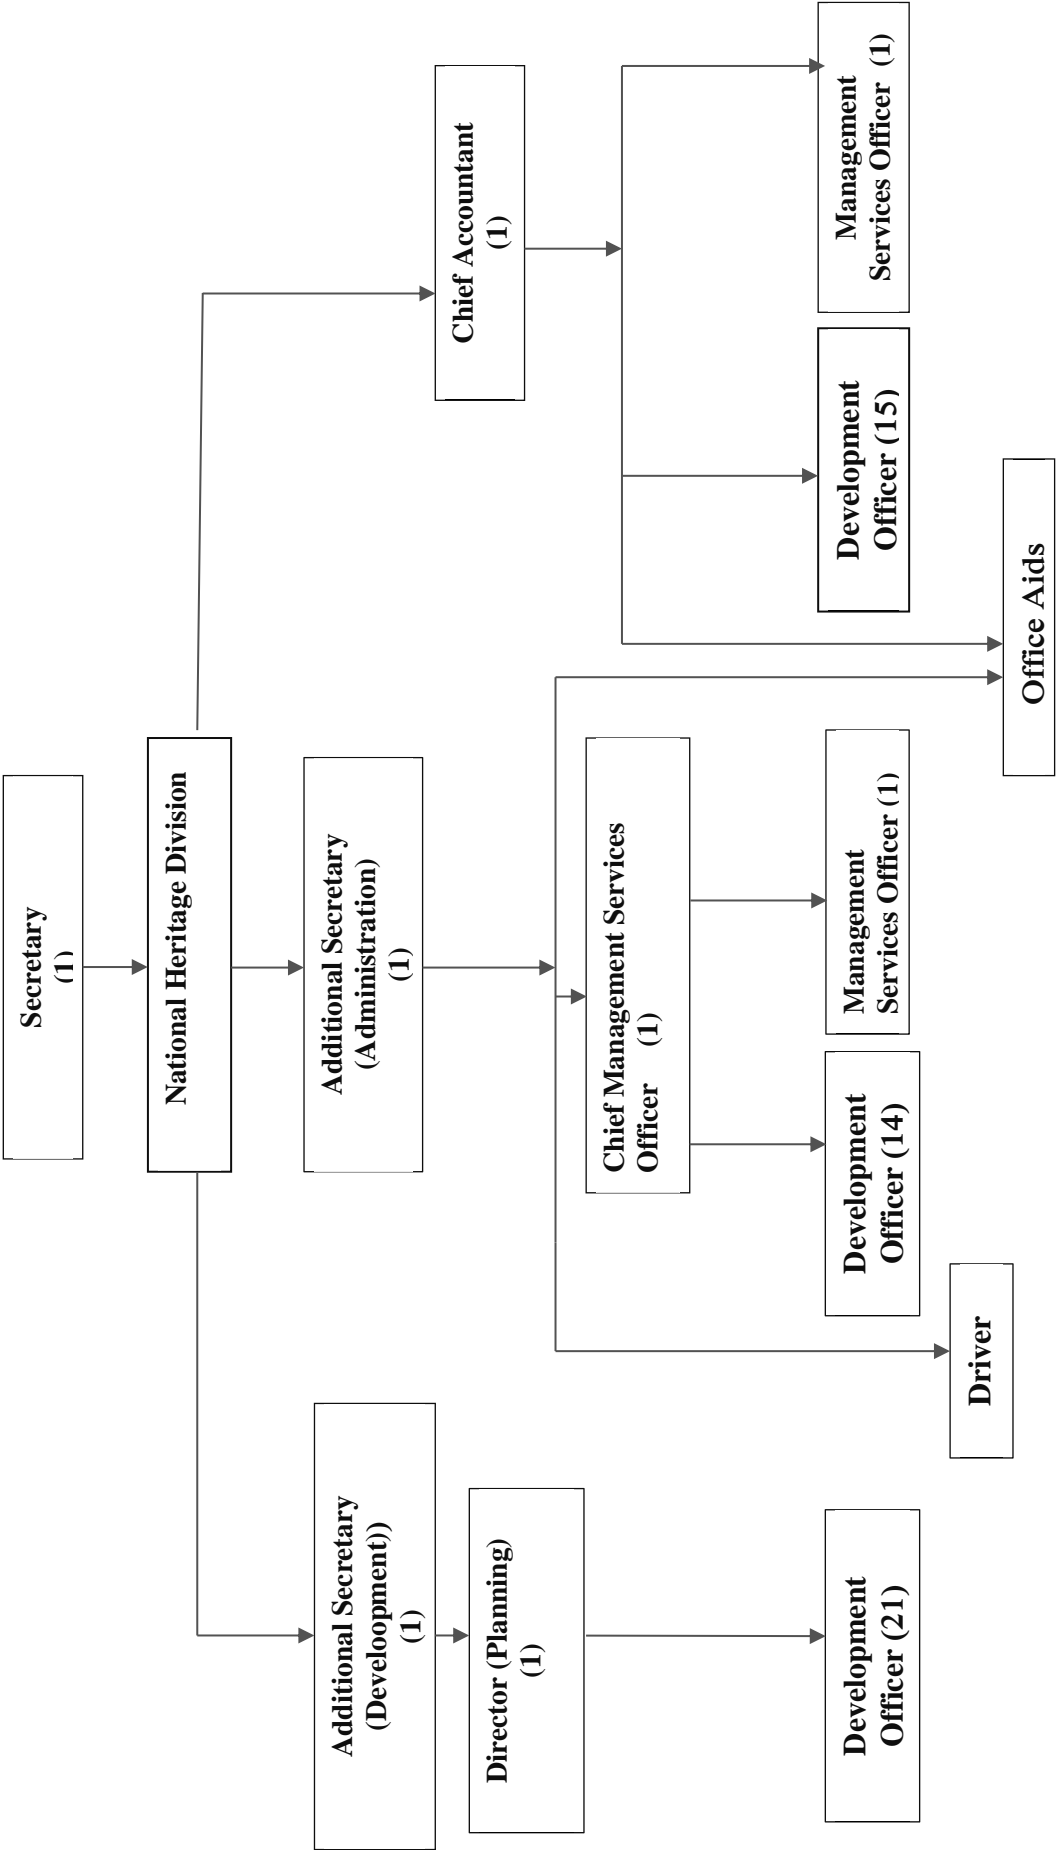 Secretary
(1)
National Heritage Division
Additional Secretary
(Develoopment))
(1)
Additional Secretary
(Administration)
(1)
Chief Accountant
(1)
Director (Planning)
(1)
Chief Management Services
Officer (1)
Development
Officer (21)
Development
Officer (14)
Management
Services Officer (1)
Development
Officer (15)
Management
Services Officer (1)
Driver
Office Aids